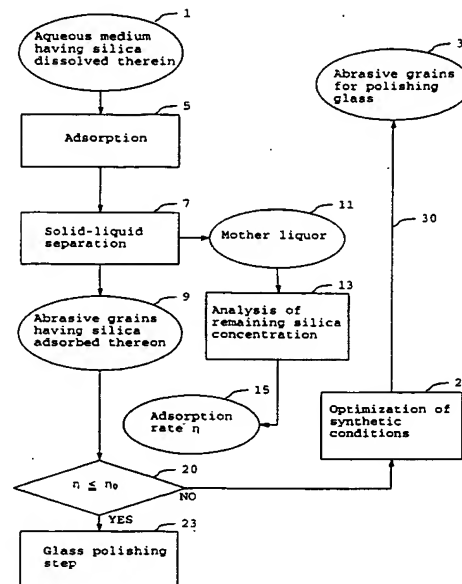 1
Aqueous medium
having silica
dissolved therein
5
Adsorption
7
Solid-liquid
separation
11
Mother liquor
9
Abrasive grains
having silica
adsorbed thereon
13
Analysis of
remaining silica
concentration
15
Adsorption
rate η
20
η ≤ η₀
NO
YES
23
Glass polishing
step
3
Abrasive grains
for polishing
glass
30
2
Optimization of
synthetic
conditions